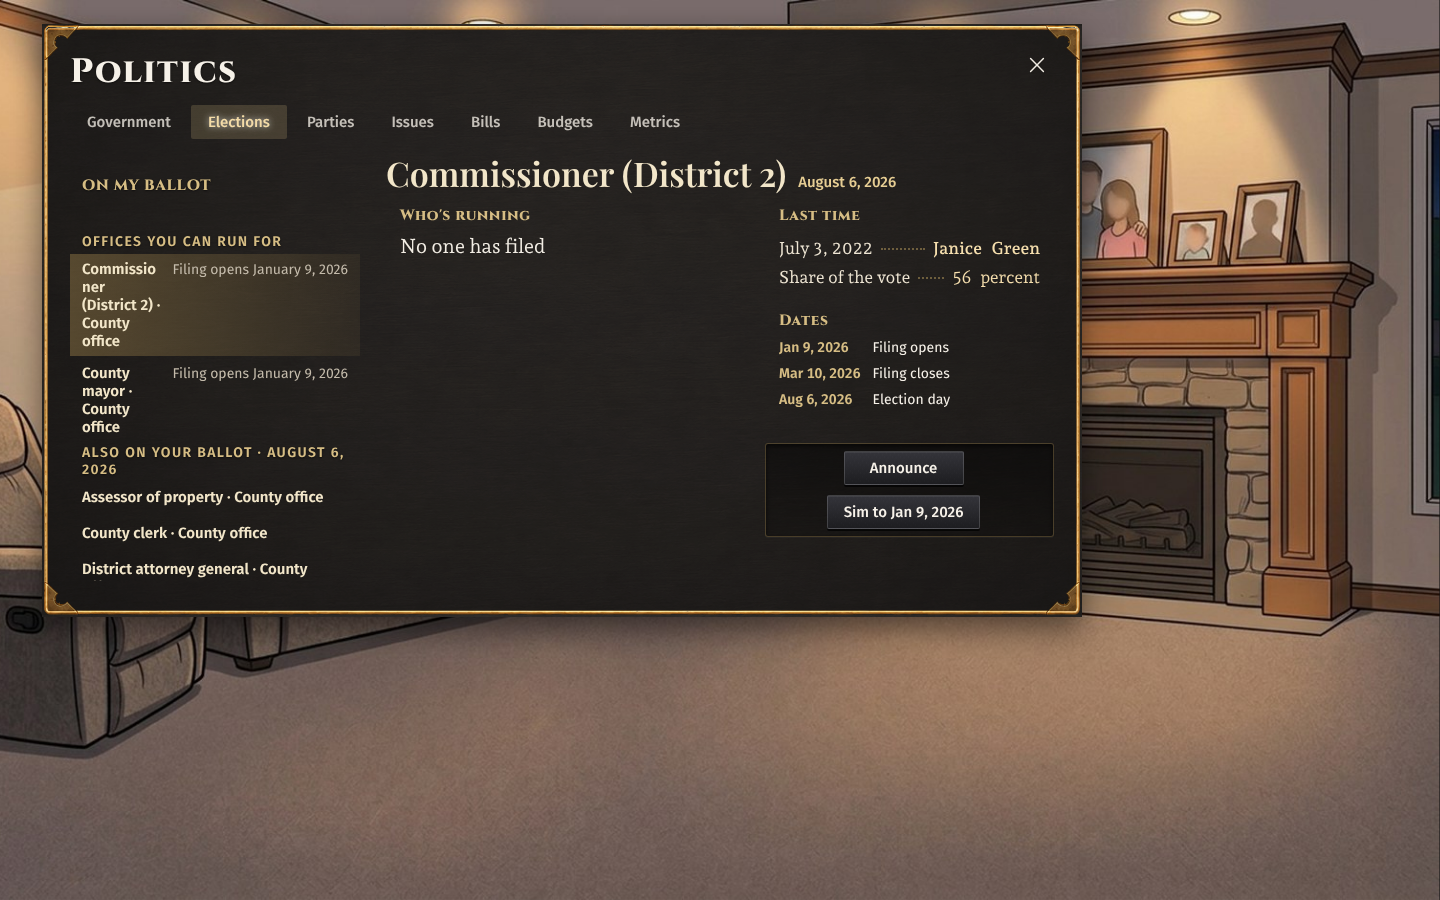 Politics
Government Elections Parties Issues Bills Budgets Metrics
ON MY BALLOT
OFFICES YOU CAN RUN FOR
Commissio
ner
(District 2) ·
County
office
Filing opens January 9, 2026
County
mayor ·
County
office
Filing opens January 9, 2026
ALSO ON YOUR BALLOT · AUGUST 6,
2026
Assessor of property · County office
County clerk · County office
District attorney general · County
Commissioner (District 2) August 6, 2026
Who's running
No one has filed
Last time
July 3, 2022 Janice Green
Share of the vote 56 percent
Dates
Jan 9, 2026 Filing opens
Mar 10, 2026 Filing closes
Aug 6, 2026 Election day
Announce
Sim to Jan 9, 2026